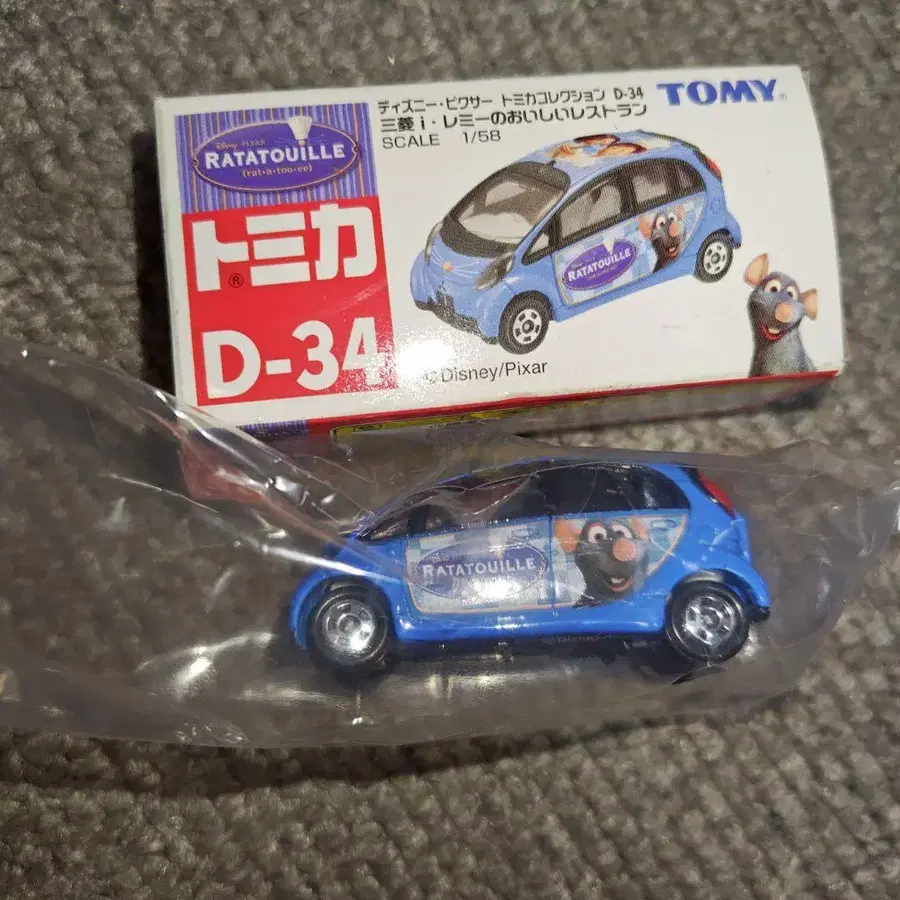 ディズニー・ピクサー トミカコレクション D-34
三菱 i・レミーのおいしいレストラン
SCALE 1/58
TOMY®
Disney・PIXAR
RATATOUILLE
(rat•a•too•ee)
トミカ®
D-34
RATATOUILLE
©Disney/Pixar
RATATOUILLE